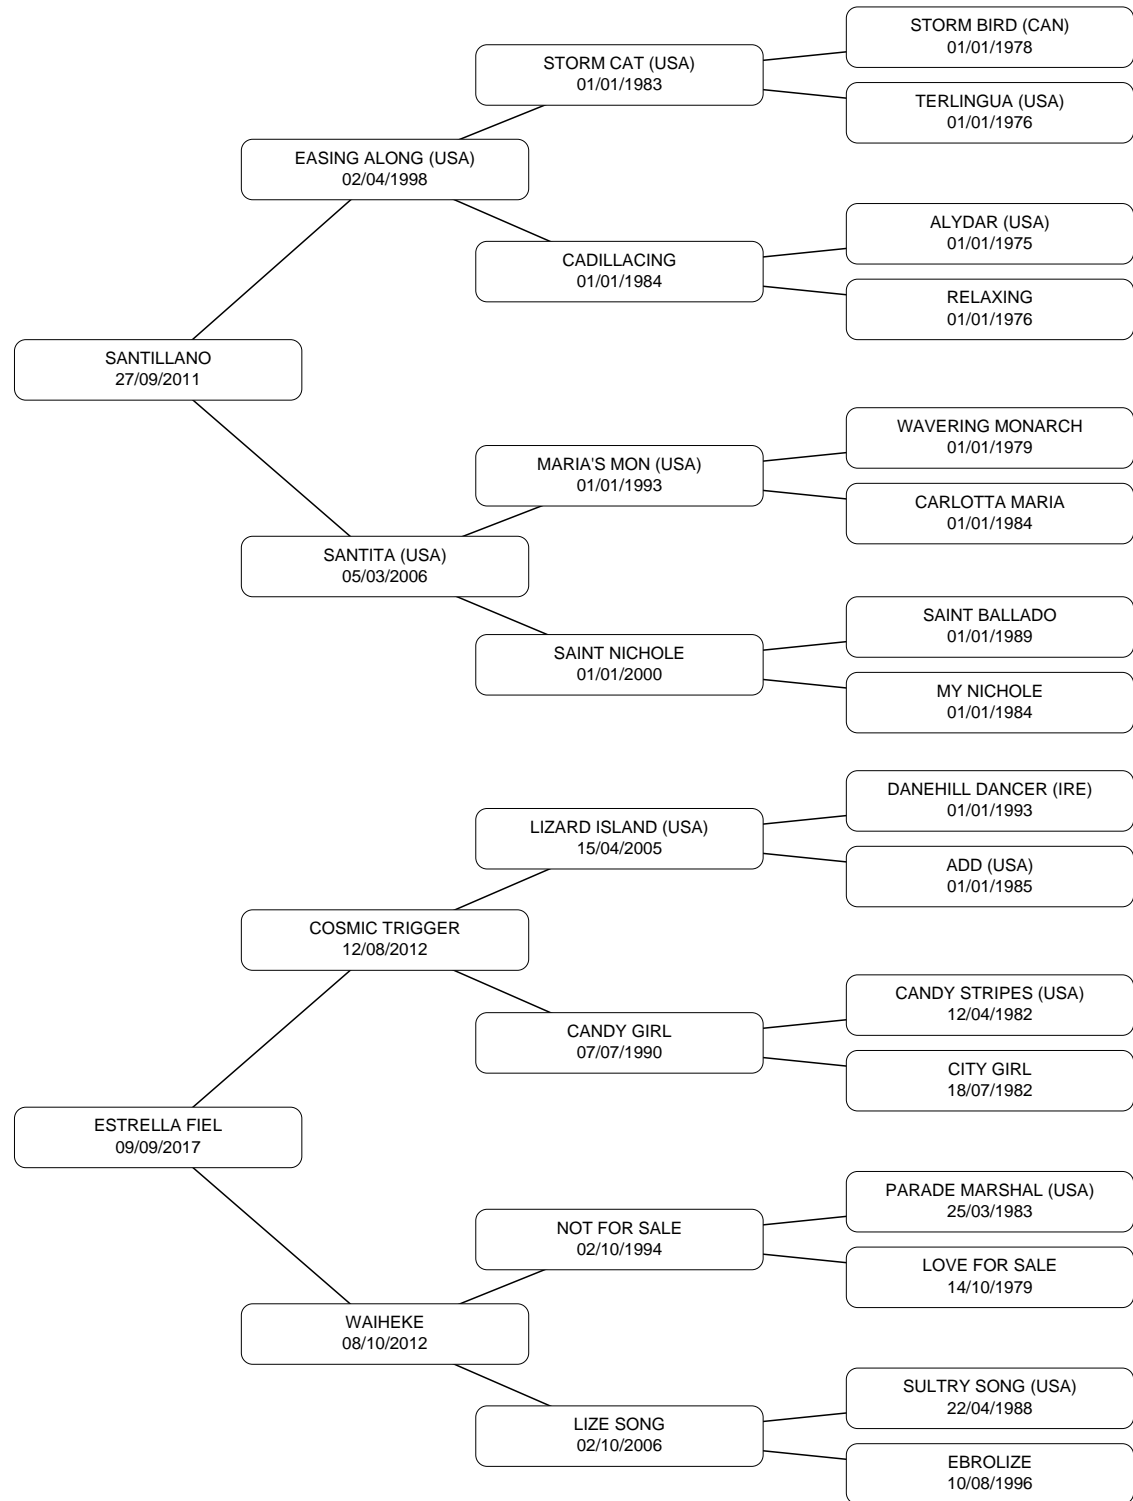 STORM BIRD (CAN)
01/01/1978
STORM CAT (USA)
01/01/1983
TERLINGUA (USA)
01/01/1976
EASING ALONG (USA)
02/04/1998
ALYDAR (USA)
01/01/1975
CADILLACING
01/01/1984
RELAXING
01/01/1976
SANTILLANO
27/09/2011
WAVERING MONARCH
01/01/1979
MARIA'S MON (USA)
01/01/1993
CARLOTTA MARIA
01/01/1984
SANTITA (USA)
05/03/2006
SAINT BALLADO
01/01/1989
SAINT NICHOLE
01/01/2000
MY NICHOLE
01/01/1984
DANEHILL DANCER (IRE)
01/01/1993
LIZARD ISLAND (USA)
15/04/2005
ADD (USA)
01/01/1985
COSMIC TRIGGER
12/08/2012
CANDY STRIPES (USA)
12/04/1982
CANDY GIRL
07/07/1990
CITY GIRL
18/07/1982
ESTRELLA FIEL
09/09/2017
PARADE MARSHAL (USA)
25/03/1983
NOT FOR SALE
02/10/1994
LOVE FOR SALE
14/10/1979
WAIHEKE
08/10/2012
SULTRY SONG (USA)
22/04/1988
LIZE SONG
02/10/2006
EBROLIZE
10/08/1996